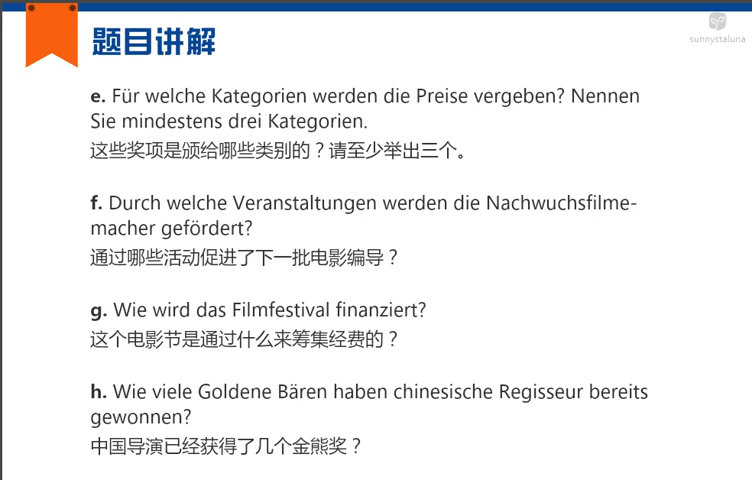 题目讲解
sunnystaluna
e. Für welche Kategorien werden die Preise vergeben? Nennen
Sie mindestens drei Kategorien.
这些奖项是颁给哪些类别的？请至少举出三个。
f. Durch welche Veranstaltungen werden die Nachwuchsfilme-
macher gefördert?
通过哪些活动促进了下一批电影编导？
g. Wie wird das Filmfestival finanziert?
这个电影节是通过什么来筹集经费的？
h. Wie viele Goldene Bären haben chinesische Regisseur bereits
gewonnen?
中国导演已经获得了几个金熊奖？